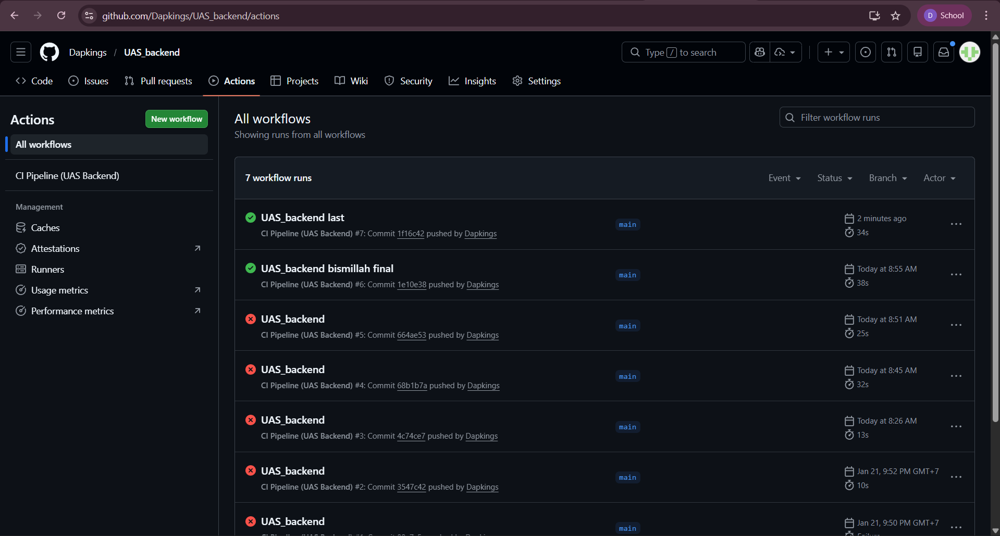 github.com/Dapkings/UAS_backend/actions
D School
Dapkings / UAS_backend
Type / to search
Code Issues Pull requests Actions Projects Wiki Security Insights Settings
Actions
New workflow
All workflows
CI Pipeline (UAS Backend)
Management
Caches
Attestations
Runners
Usage metrics
Performance metrics
All workflows
Showing runs from all workflows
Filter workflow runs
7 workflow runs
Event Status Branch Actor
UAS_backend last
CI Pipeline (UAS Backend) #7: Commit 1f16c42 pushed by Dapkings
main
2 minutes ago
34s
UAS_backend bismillah final
CI Pipeline (UAS Backend) #6: Commit 1e10e38 pushed by Dapkings
main
Today at 8:55 AM
38s
UAS_backend
CI Pipeline (UAS Backend) #5: Commit 664ae53 pushed by Dapkings
main
Today at 8:51 AM
25s
UAS_backend
CI Pipeline (UAS Backend) #4: Commit 68b1b7a pushed by Dapkings
main
Today at 8:45 AM
32s
UAS_backend
CI Pipeline (UAS Backend) #3: Commit 4c74ce7 pushed by Dapkings
main
Today at 8:26 AM
13s
UAS_backend
CI Pipeline (UAS Backend) #2: Commit 3547c42 pushed by Dapkings
main
Jan 21, 9:52 PM GMT+7
10s
UAS_backend
main
Jan 21, 9:50 PM GMT+7